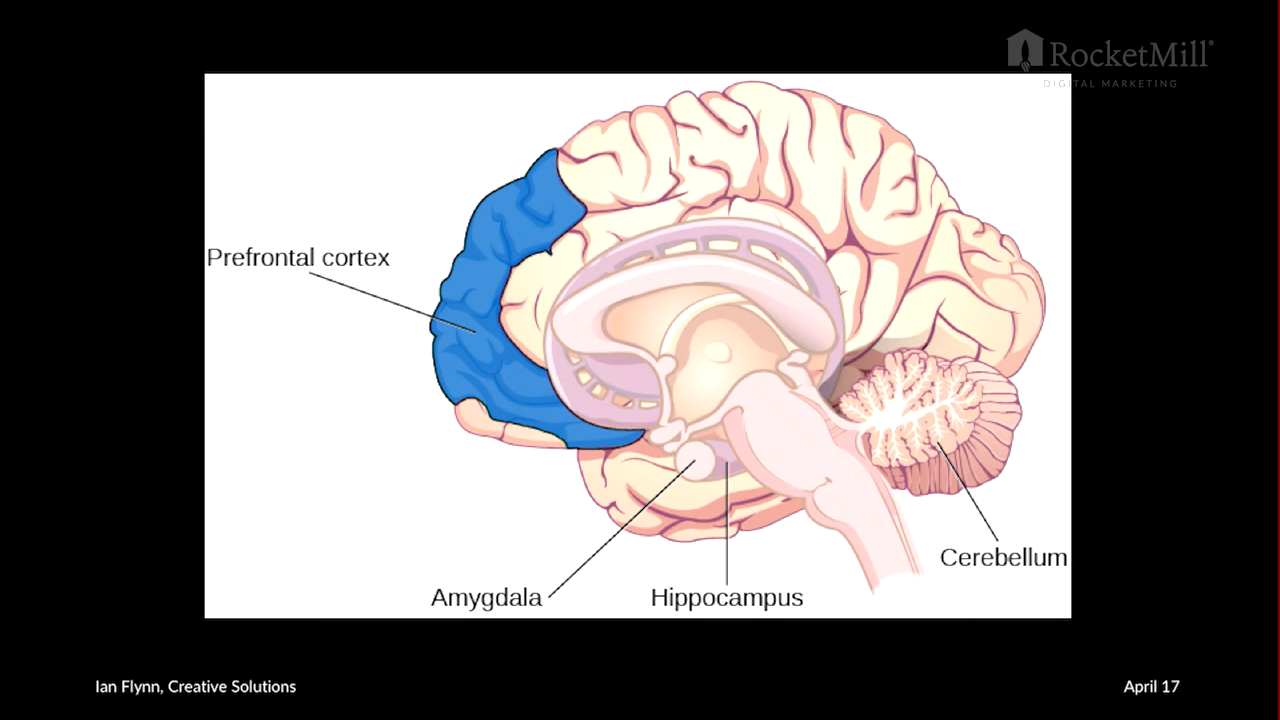 RocketMill®
DIGITAL MARKETING
Prefrontal cortex
Cerebellum
Amygdala
Hippocampus
Ian Flynn, Creative Solutions
April 17